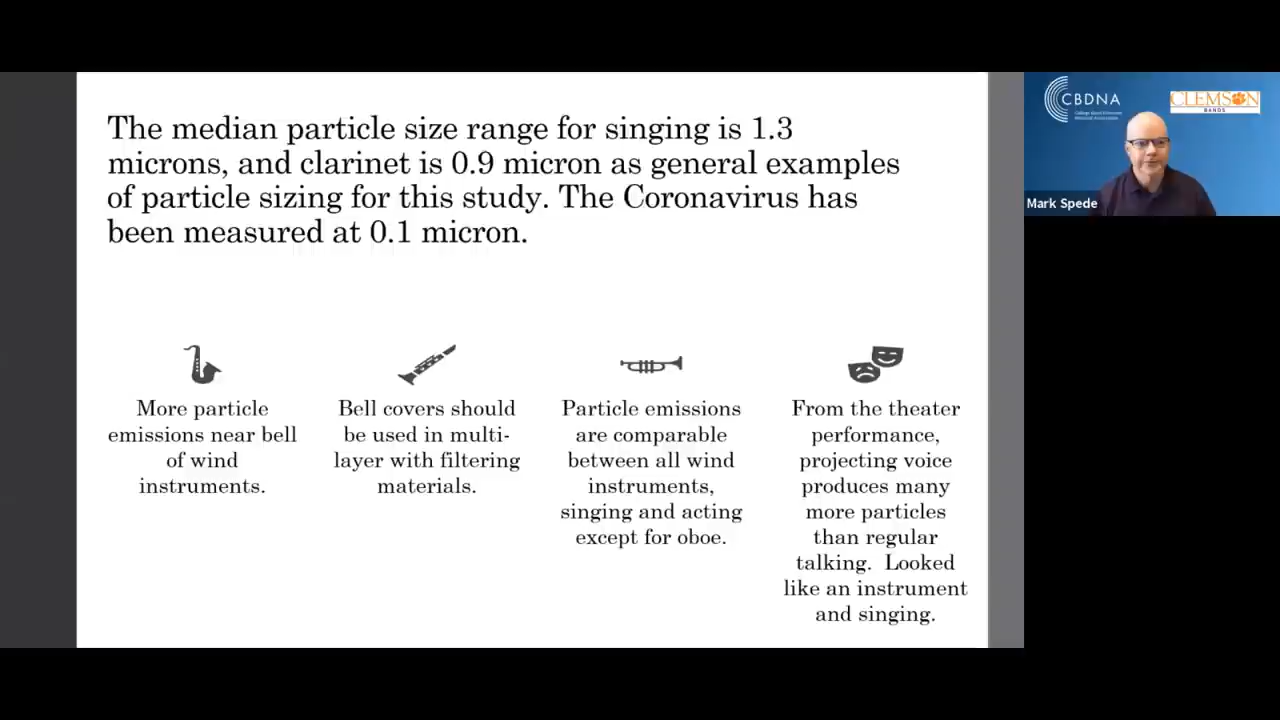 The median particle size range for singing is 1.3
microns, and clarinet is 0.9 micron as general examples
of particle sizing for this study. The Coronavirus has
been measured at 0.1 micron.
More particle
emissions near bell
of wind
instruments.
Bell covers should
be used in multi-
layer with filtering
materials.
Particle emissions
are comparable
between all wind
instruments,
singing and acting
except for oboe.
From the theater
performance,
projecting voice
produces many
more particles
than regular
talking.  Looked
like an instrument
and singing.
CBDNA
CLEMSON
BANDS
Mark Spede